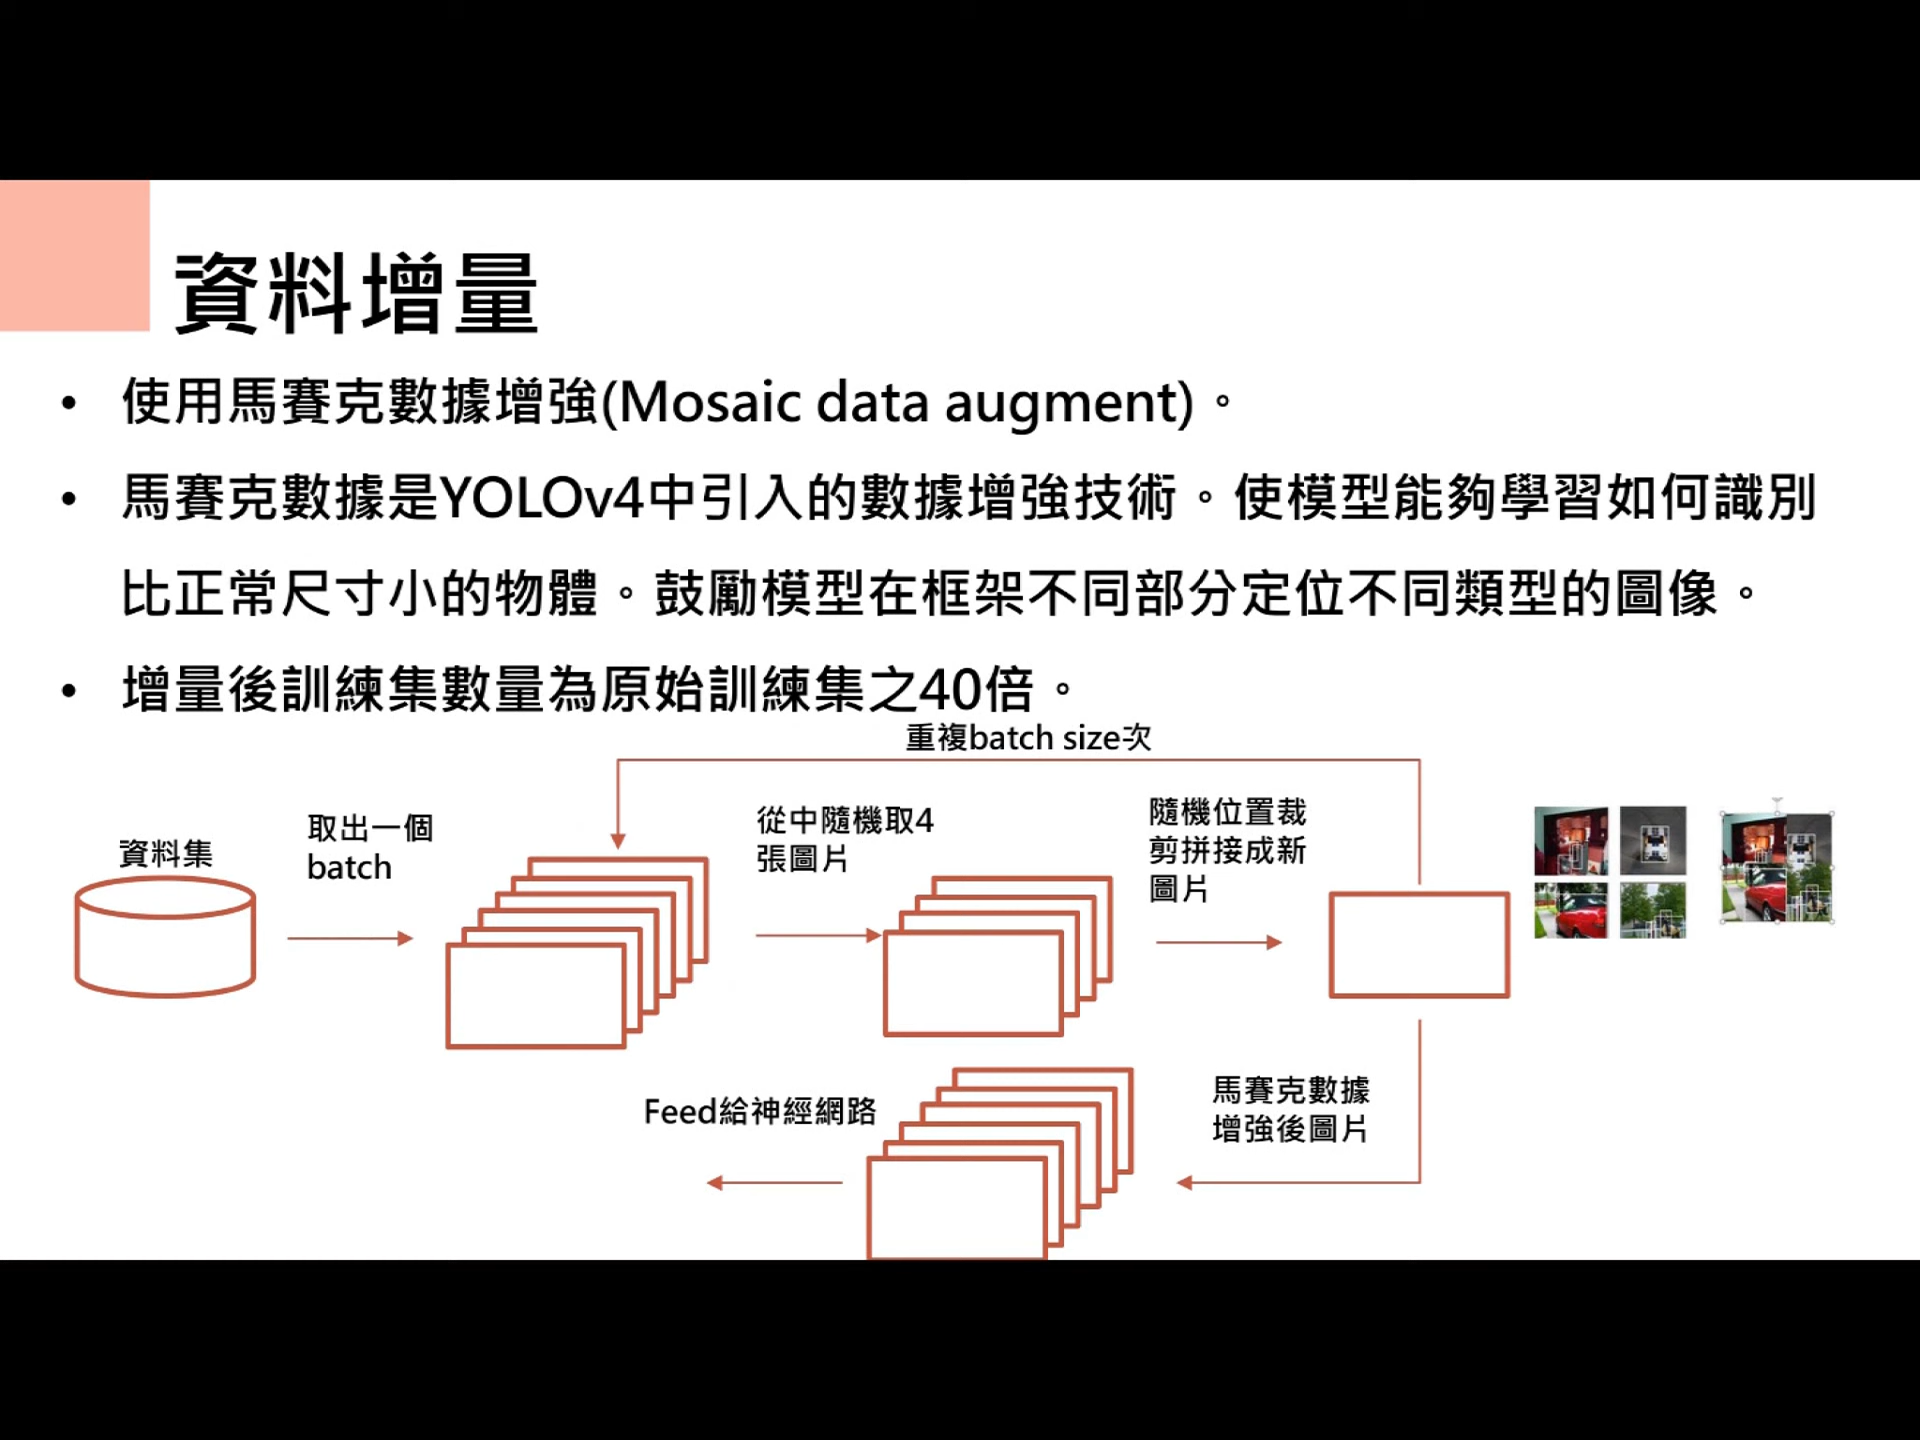 資料增量
• 使用馬賽克數據增強(Mosaic data augment)。
• 馬賽克數據是YOLOv4中引入的數據增強技術。使模型能夠學習如何識別
比正常尺寸小的物體。鼓勵模型在框架不同部分定位不同類型的圖像。
• 增量後訓練集數量為原始訓練集之40倍。
重複batch size次
資料集
取出一個
batch
從中隨機取4
張圖片
隨機位置裁
剪拼接成新
圖片
Feed給神經網路
馬賽克數據
增強後圖片